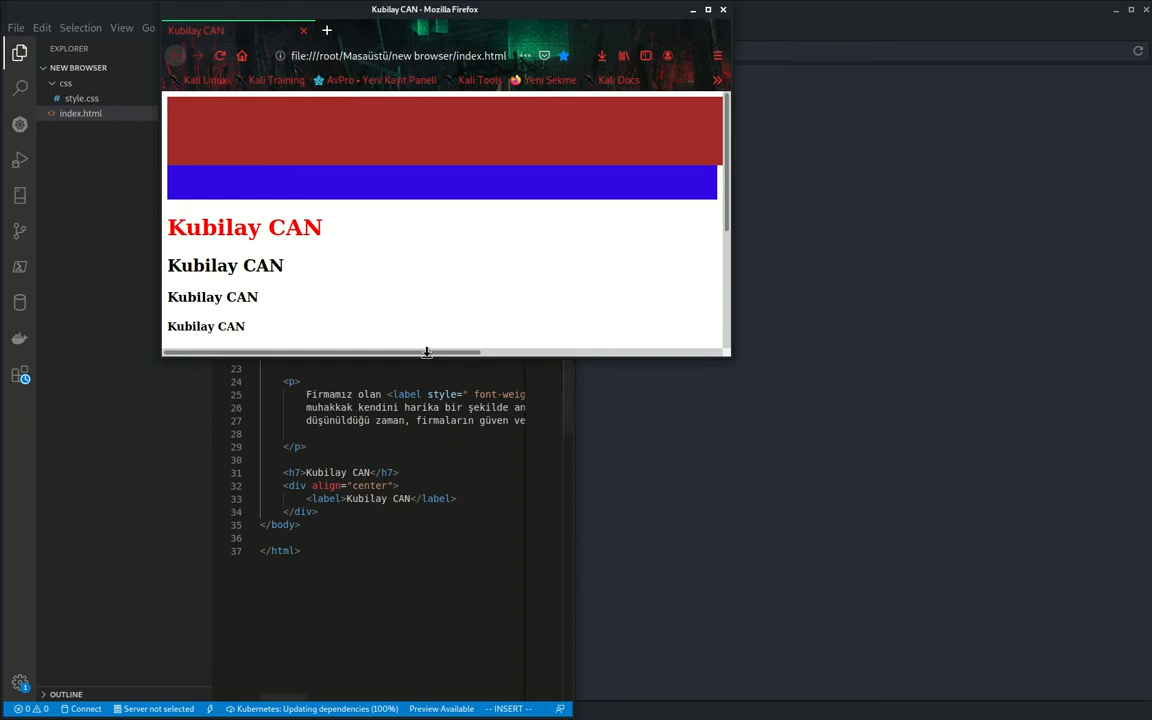 Kubilay CAN - Mozilla Firefox
File Edit Selection View Go
Kubilay CAN
file:///root/Masaüstü/new browser/index.html
Kali Linux Kali Training AvPro • Yeni Kayıt Paneli Kali Tools Yeni Sekme Kali Docs
EXPLORER
NEW BROWSER
css
# style.css
<> index.html
Kubilay CAN
Kubilay CAN
Kubilay CAN
Kubilay CAN
23
24 <p>
25 Firmamız olan <label style=" font-weig
26 muhakkak kendini harika bir şekilde an
27 düşünüldüğü zaman, firmaların güven ve
28
29 </p>
30
31 <h7>Kubilay CAN</h7>
32 <div align="center">
33 <label>Kubilay CAN</label>
34 </div>
35 </body>
36
37 </html>
1
OUTLINE
0 0 Connect Server not selected Kubernetes: Updating dependencies (100%) Preview Available -- INSERT --